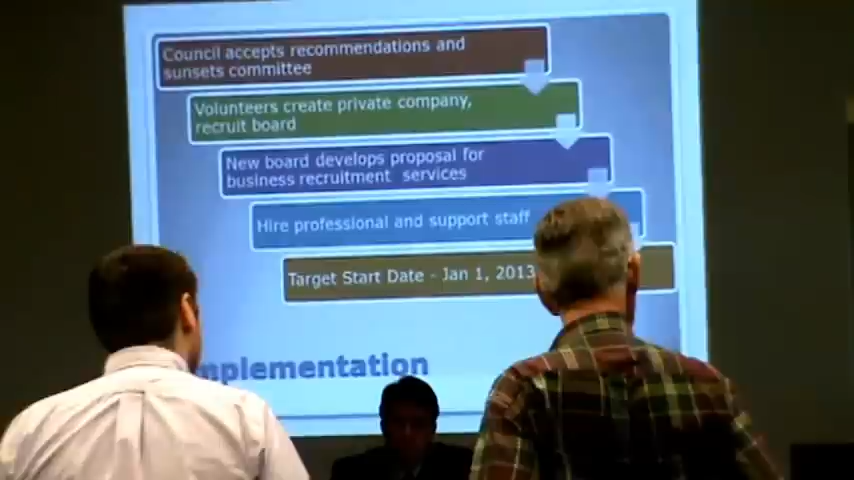 Council accepts recommendations and
sunsets committee
Volunteers create private company,
recruit board
New board develops proposal for
business recruitment services
Hire professional and support staff
Target Start Date - Jan 1, 2013
mplementation